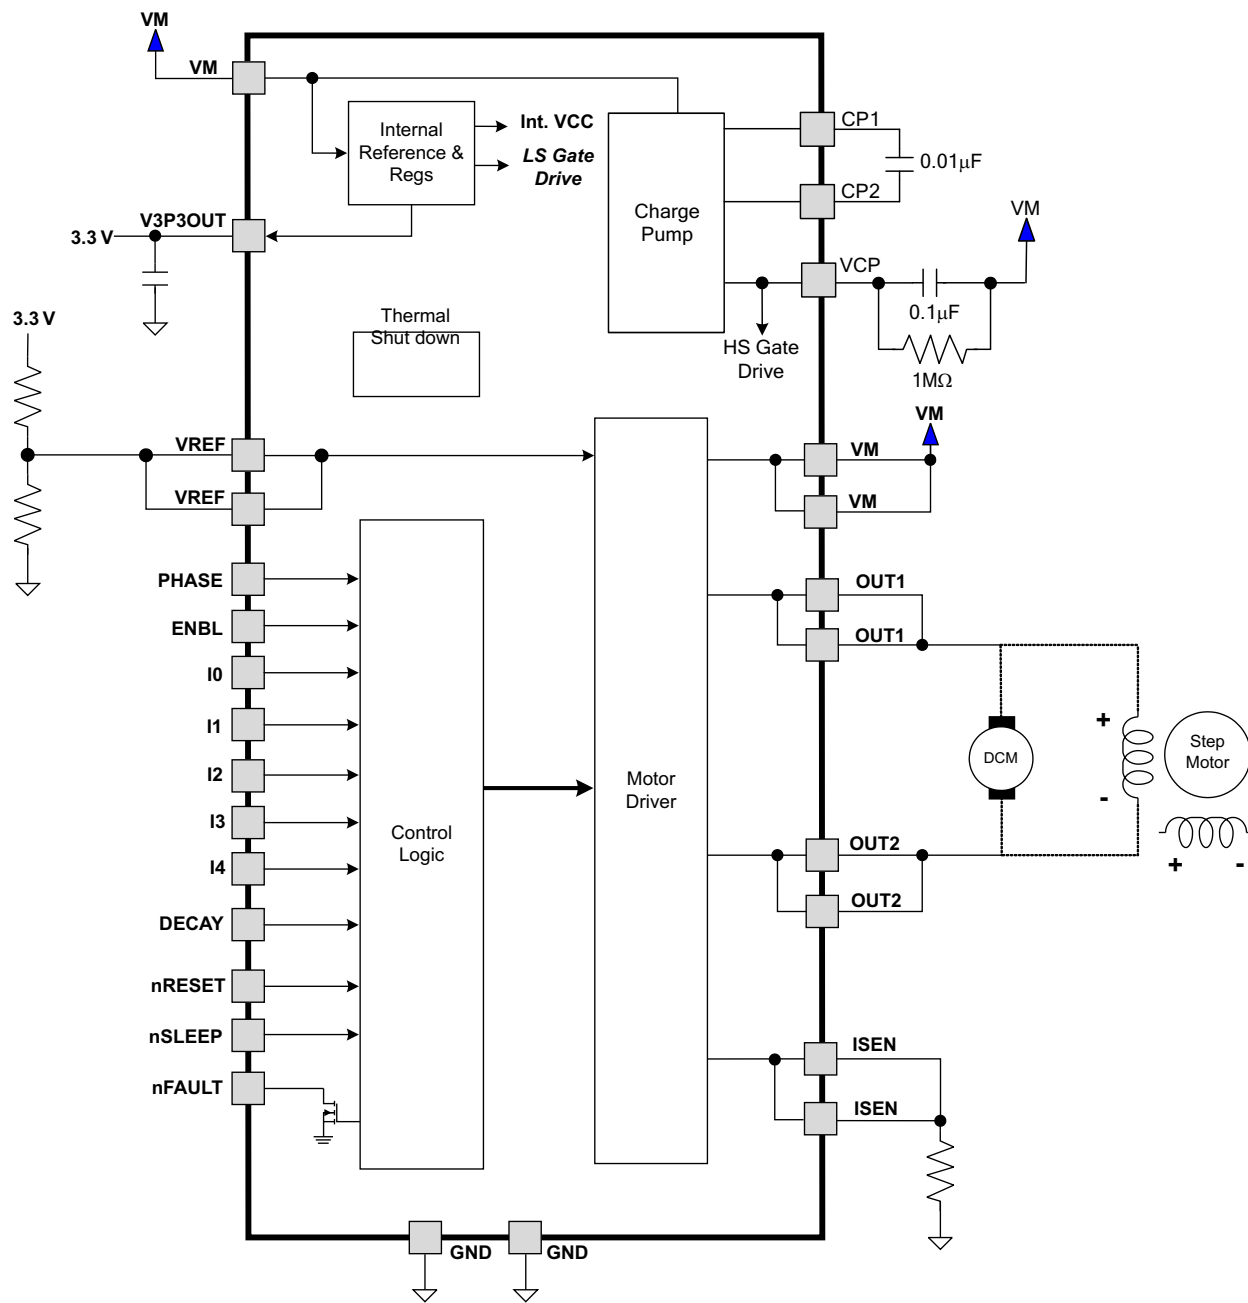 VM
VM
Internal
Reference &
Regs
Int. VCC
LS Gate
Drive
CP1
0.01µF
CP2
Charge
Pump
V3P3OUT
3.3 V
VM
VCP
0.1µF
1MΩ
HS Gate
Drive
3.3 V
Thermal
Shut down
VM
VREF
VM
VREF
VM
PHASE
OUT1
ENBL
OUT1
I0
I1
I2
I3
I4
Control
Logic
Motor
Driver
DCM
+
-
Step
Motor
+
-
OUT2
OUT2
DECAY
nRESET
nSLEEP
nFAULT
ISEN
ISEN
GND
GND